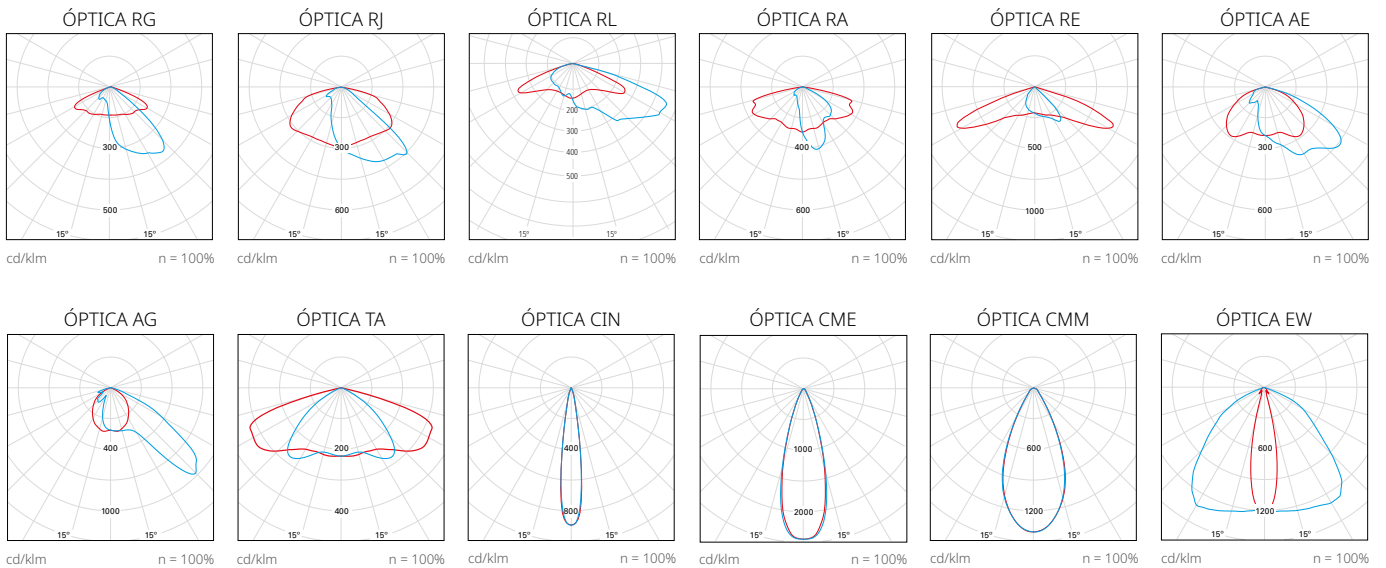 ÓPTICA RG
300
500
15° 15°
cd/klm n = 100%
ÓPTICA RJ
300
600
15° 15°
cd/klm n = 100%
ÓPTICA RL
200
300
400
500
15° 15°
cd/klm n = 100%
ÓPTICA RA
400
600
15° 15°
cd/klm n = 100%
ÓPTICA RE
500
1000
15° 15°
cd/klm n = 100%
ÓPTICA AE
300
600
15° 15°
cd/klm n = 100%
ÓPTICA AG
400
1000
15° 15°
cd/klm n = 100%
ÓPTICA TA
200
400
15° 15°
cd/klm n = 100%
ÓPTICA CIN
400
800
15° 15°
cd/klm n = 100%
ÓPTICA CME
1000
2000
15° 15°
cd/klm n = 100%
ÓPTICA CMM
600
1200
15° 15°
cd/klm n = 100%
ÓPTICA EW
600
1200
15° 15°
cd/klm n = 100%